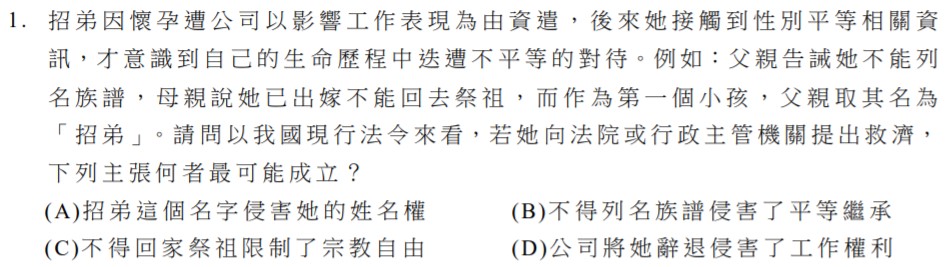 1. 招弟因懷孕遭公司以影響工作表現為由資遣，後來她接觸到性別平等相關資
訊，才意識到自己的生命歷程中迭遭不平等的對待。例如：父親告誡她不能列
名族譜，母親說她已出嫁不能回去祭祖，而作為第一個小孩，父親取其名為
「招弟」。請問以我國現行法令來看，若她向法院或行政主管機關提出救濟，
下列主張何者最可能成立？
(A)招弟這個名字侵害她的姓名權 (B)不得列名族譜侵害了平等繼承
(C)不得回家祭祖限制了宗教自由 (D)公司將她辭退侵害了工作權利